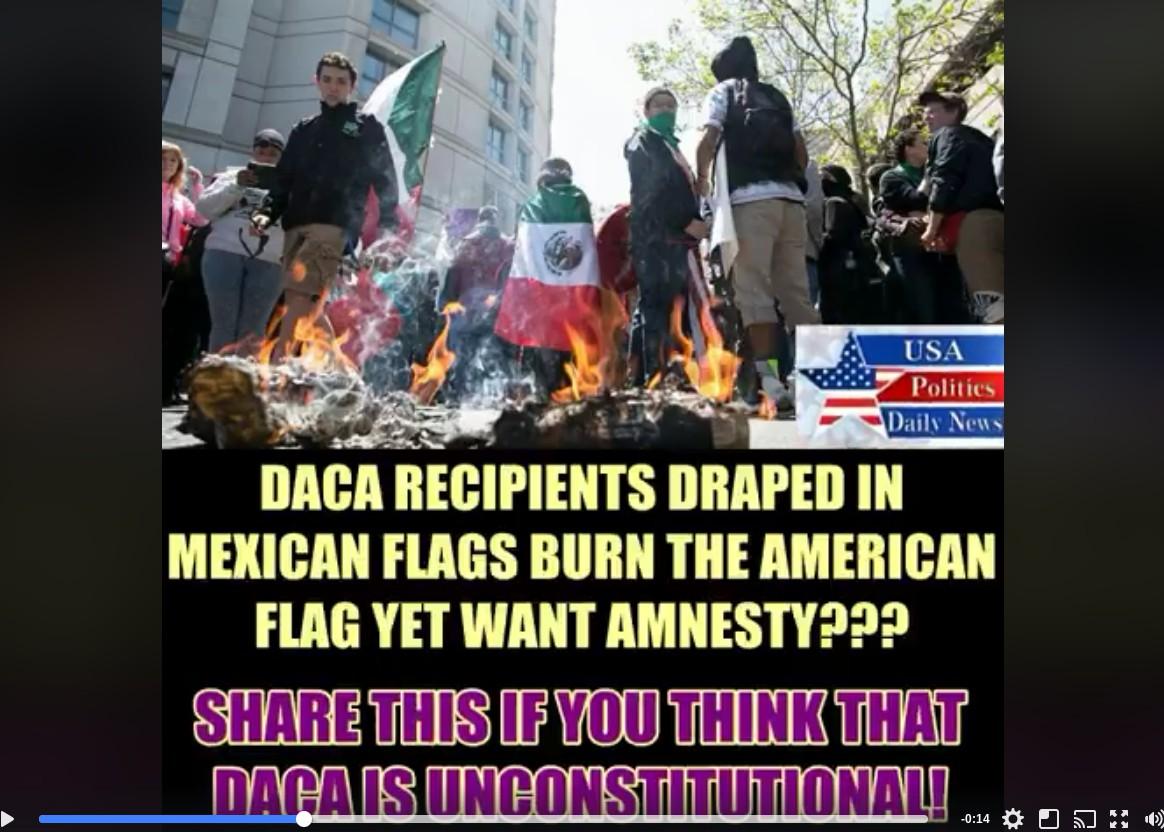 USA
Politics
Daily News
DACA RECIPIENTS DRAPED IN
MEXICAN FLAGS BURN THE AMERICAN
FLAG YET WANT AMNESTY???
SHARE THIS IF YOU THINK THAT
DACA IS UNCONSTITUTIONAL!
-0:14